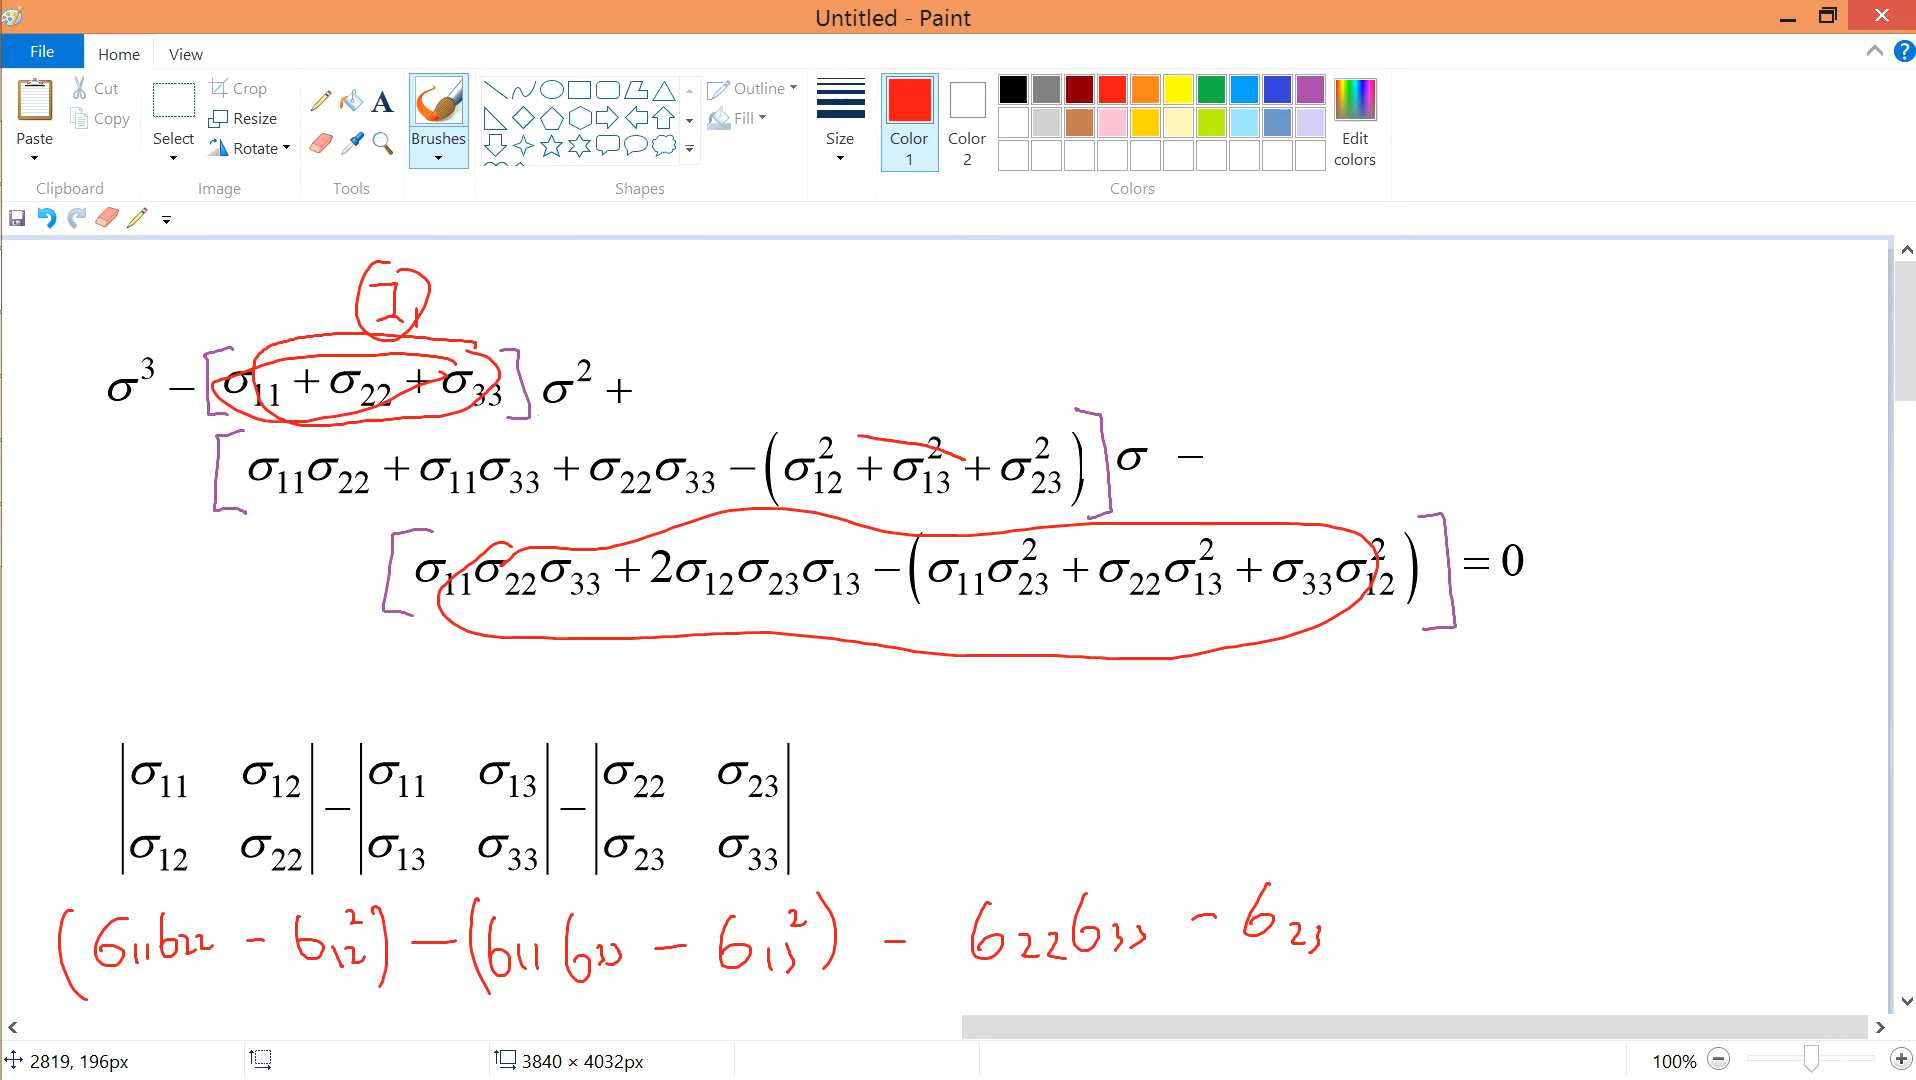 Untitled - Paint
File Home View
Paste Cut Copy Select Crop Resize Rotate Brushes Outline Fill Size Color 1 Color 2 Edit colors
Clipboard Image Tools Shapes Colors
I₁
σ³ − [σ₁₁ + σ₂₂ + σ₃₃] σ² +
[σ₁₁σ₂₂ + σ₁₁σ₃₃ + σ₂₂σ₃₃ − (σ₁₂² + σ₁₃² + σ₂₃²)] σ −
[σ₁₁σ₂₂σ₃₃ + 2σ₁₂σ₂₃σ₁₃ − (σ₁₁σ₂₃² + σ₂₂σ₁₃² + σ₃₃σ₁₂²)] = 0
|σ₁₁ σ₁₂| − |σ₁₁ σ₁₃| − |σ₂₂ σ₂₃|
|σ₁₂ σ₂₂| |σ₁₃ σ₃₃| |σ₂₃ σ₃₃|
(σ₁₁σ₂₂ − σ₁₂²) − (σ₁₁σ₃₃ − σ₁₃²) − σ₂₂σ₃₃ − σ₂₃
2819, 196px 3840 × 4032px 100%